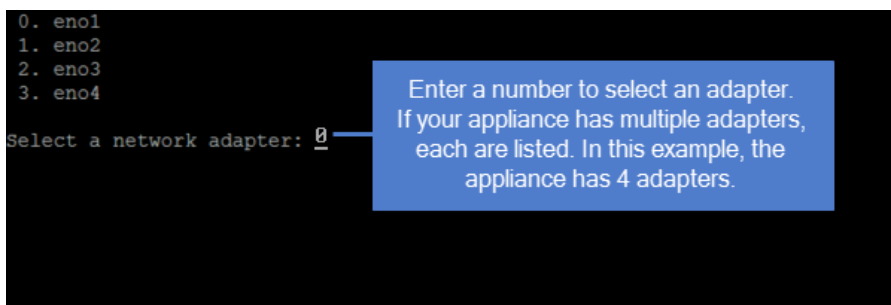 0. eno1
1. eno2
2. eno3
3. eno4
Select a network adapter: 0
Enter a number to select an adapter.
If your appliance has multiple adapters,
each are listed. In this example, the
appliance has 4 adapters.